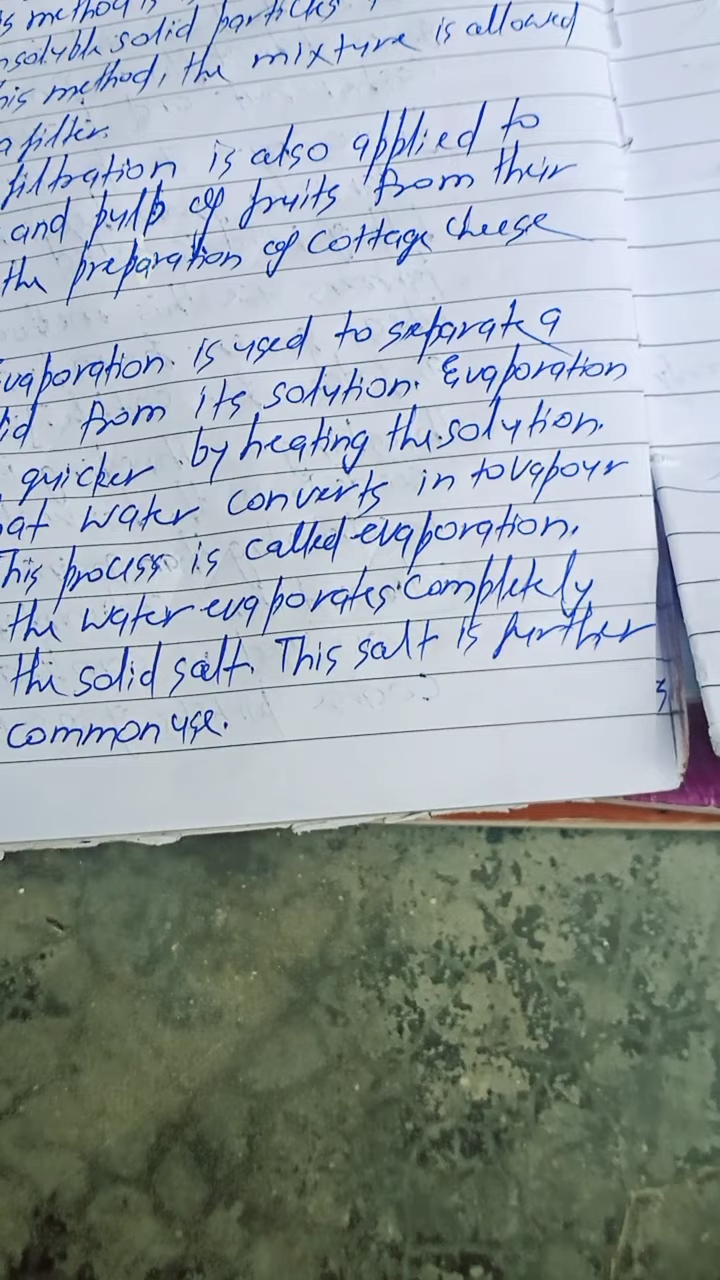 method is
insoluble solid particles
his method, the mixture is allowed
a filter.
filtration is also applied to
and pulp of fruits from their
the preparation of cottage cheese
vaporation is used to separate a
id from its solution. Evaporation
quicker by heating the solution.
at water converts in to vapour
This process is called evaporation.
the water evaporates completely
the solid salt. This salt is further
common use.